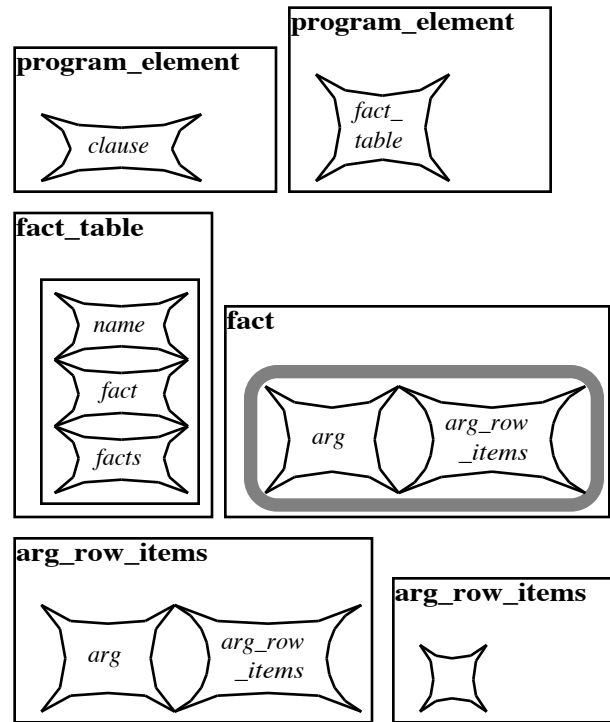 program_element
program_element
clause
fact_
table
fact_table
name
fact
facts
fact
arg
arg_row
_items
arg_row_items
arg
arg_row
_items
arg_row_items